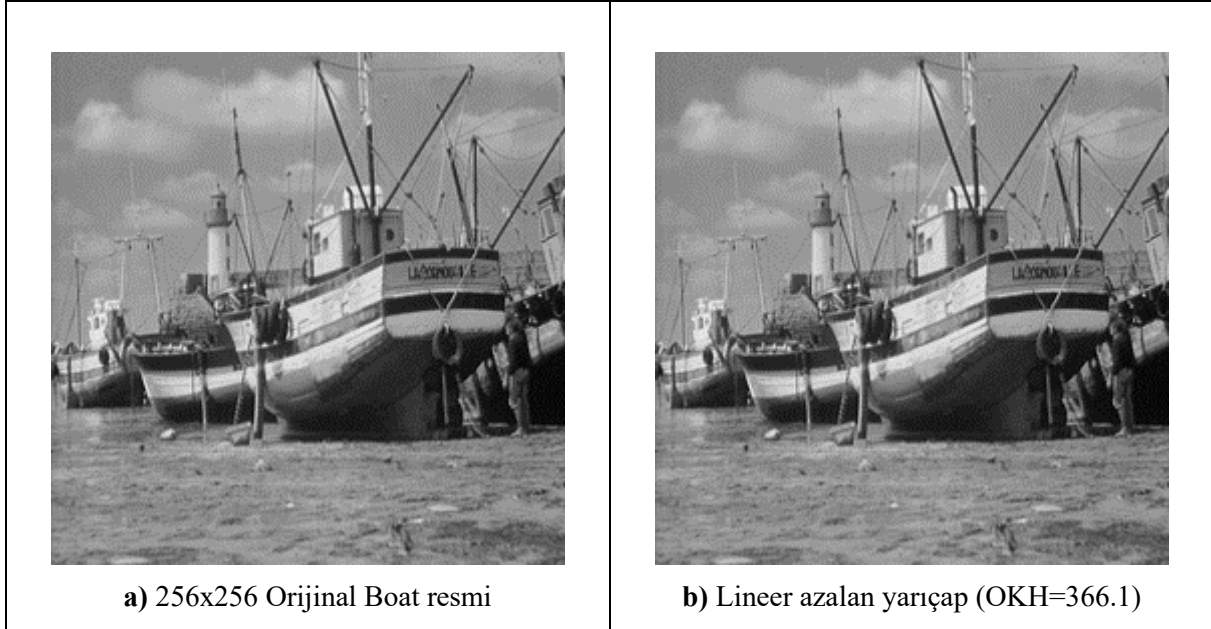 a) 256x256 Orijinal Boat resmi
b) Lineer azalan yarıçap (OKH=366.1)